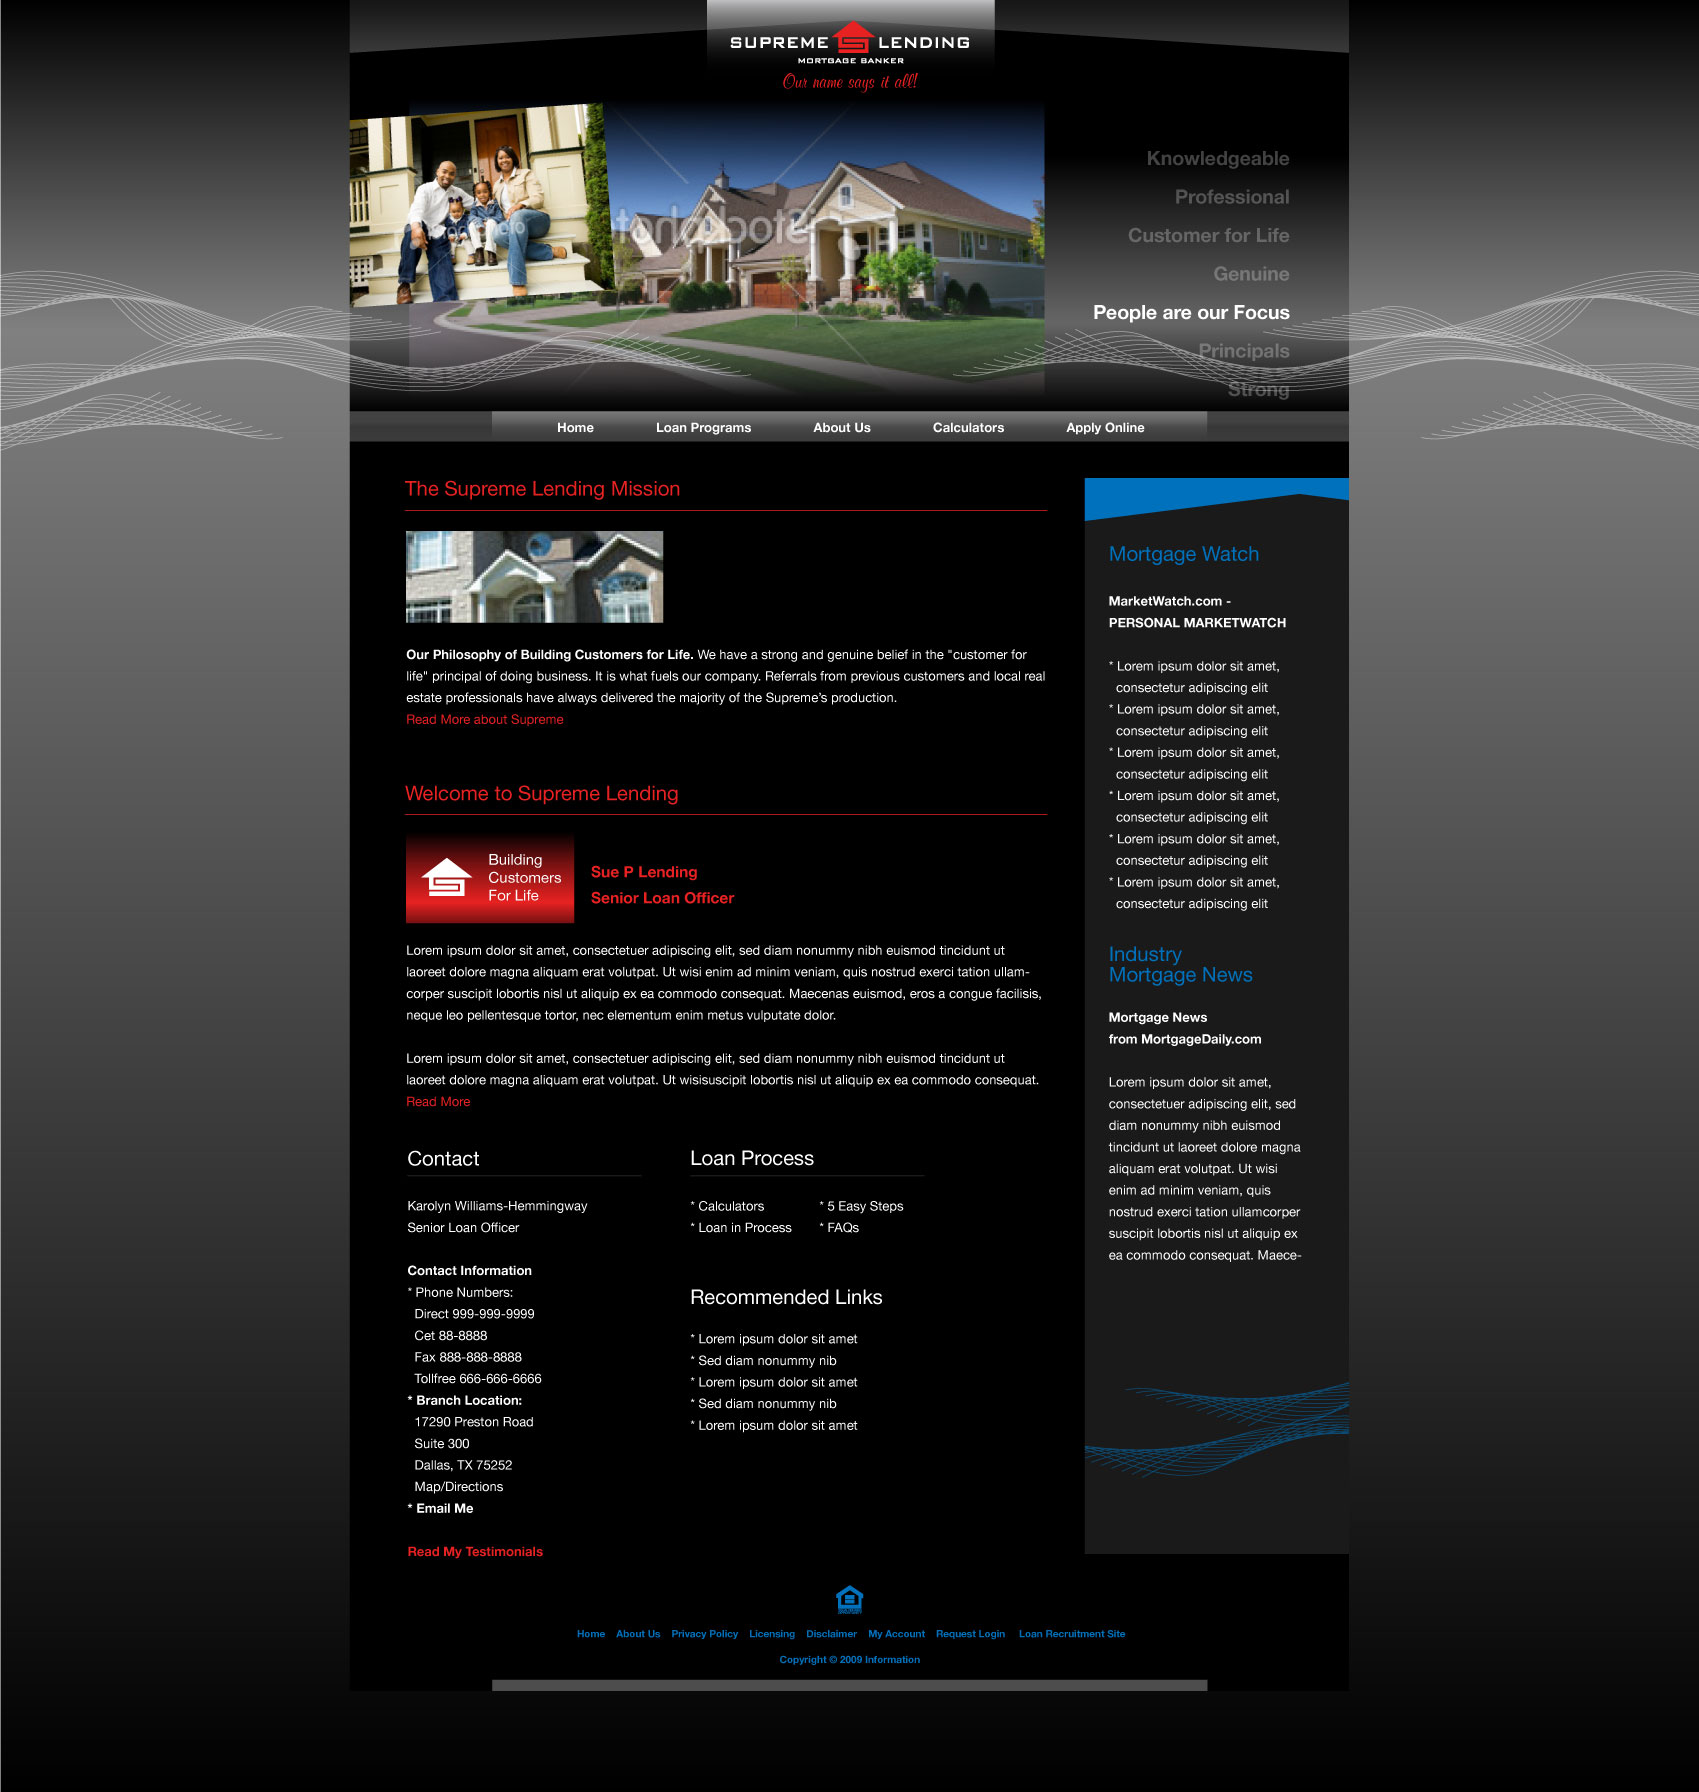 SUPREME LENDING
MORTGAGE BANKER
Our name says it all!
Knowledgeable
Professional
Customer for Life
Genuine
People are our Focus
Principals
Strong
Home Loan Programs About Us Calculators Apply Online
The Supreme Lending Mission
Our Philosophy of Building Customers for Life. We have a strong and genuine belief in the "customer for
life" principal of doing business. It is what fuels our company. Referrals from previous customers and local real
estate professionals have always delivered the majority of the Supreme's production.
Read More about Supreme
Welcome to Supreme Lending
Building
Customers
For Life
Sue P Lending
Senior Loan Officer
Lorem ipsum dolor sit amet, consectetuer adipiscing elit, sed diam nonummy nibh euismod tincidunt ut
laoreet dolore magna aliquam erat volutpat. Ut wisi enim ad minim veniam, quis nostrud exerci tation ullam-
corper suscipit lobortis nisl ut aliquip ex ea commodo consequat. Maecenas euismod, eros a congue facilisis,
neque leo pellentesque tortor, nec elementum enim metus vulputate dolor.
Lorem ipsum dolor sit amet, consectetuer adipiscing elit, sed diam nonummy nibh euismod tincidunt ut
laoreet dolore magna aliquam erat volutpat. Ut wisisuscipit lobortis nisl ut aliquip ex ea commodo consequat.
Read More
Contact
Karolyn Williams-Hemmingway
Senior Loan Officer
Contact Information
* Phone Numbers:
Direct 999-999-9999
Cet 88-8888
Fax 888-888-8888
Tollfree 666-666-6666
* Branch Location:
17290 Preston Road
Suite 300
Dallas, TX 75252
Map/Directions
* Email Me
Read My Testimonials
Loan Process
* Calculators * 5 Easy Steps
* Loan in Process * FAQs
Recommended Links
* Lorem ipsum dolor sit amet
* Sed diam nonummy nib
* Lorem ipsum dolor sit amet
* Sed diam nonummy nib
* Lorem ipsum dolor sit amet
Mortgage Watch
MarketWatch.com -
PERSONAL MARKETWATCH
* Lorem ipsum dolor sit amet,
consectetur adipiscing elit
* Lorem ipsum dolor sit amet,
consectetur adipiscing elit
* Lorem ipsum dolor sit amet,
consectetur adipiscing elit
* Lorem ipsum dolor sit amet,
consectetur adipiscing elit
* Lorem ipsum dolor sit amet,
consectetur adipiscing elit
* Lorem ipsum dolor sit amet,
consectetur adipiscing elit
Industry
Mortgage News
Mortgage News
from MortgageDaily.com
Lorem ipsum dolor sit amet,
consectetuer adipiscing elit, sed
diam nonummy nibh euismod
tincidunt ut laoreet dolore magna
aliquam erat volutpat. Ut wisi
enim ad minim veniam, quis
nostrud exerci tation ullamcorper
suscipit lobortis nisl ut aliquip ex
ea commodo consequat. Maece-
Home About Us Privacy Policy Licensing Disclaimer My Account Request Login Loan Recruitment Site
Copyright © 2009 Information